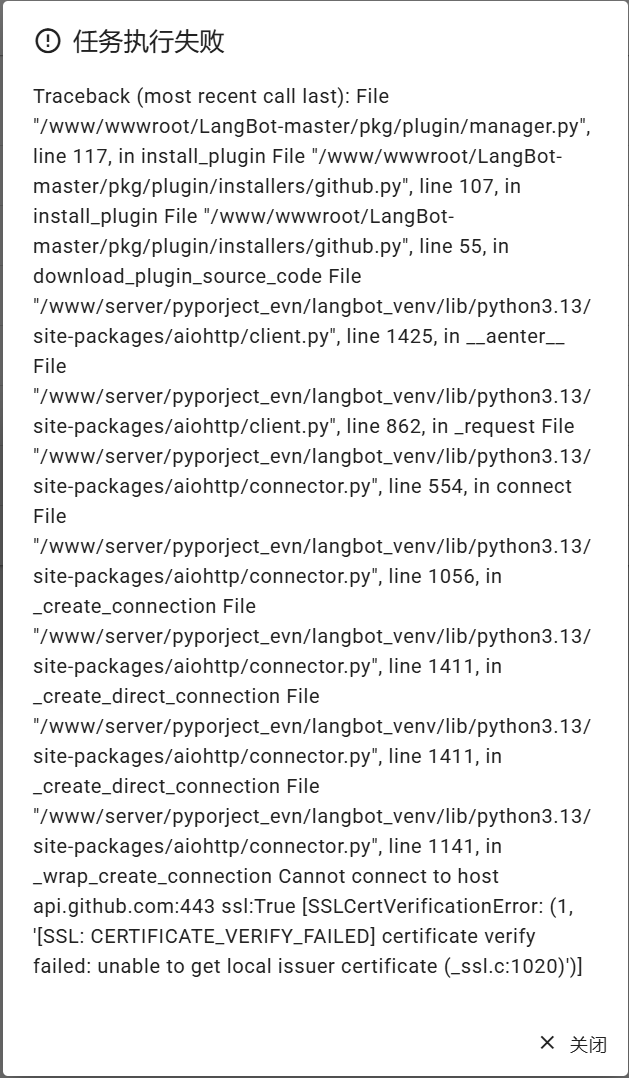 任务执行失败
Traceback (most recent call last): File
"/www/wwwroot/LangBot-master/pkg/plugin/manager.py",
line 117, in install_plugin File "/www/wwwroot/LangBot-
master/pkg/plugin/installers/github.py", line 107, in
install_plugin File "/www/wwwroot/LangBot-
master/pkg/plugin/installers/github.py", line 55, in
download_plugin_source_code File
"/www/server/pyporject_evn/langbot_venv/lib/python3.13/
site-packages/aiohttp/client.py", line 1425, in __aenter__
File
"/www/server/pyporject_evn/langbot_venv/lib/python3.13/
site-packages/aiohttp/client.py", line 862, in _request File
"/www/server/pyporject_evn/langbot_venv/lib/python3.13/
site-packages/aiohttp/connector.py", line 554, in connect
File
"/www/server/pyporject_evn/langbot_venv/lib/python3.13/
site-packages/aiohttp/connector.py", line 1056, in
_create_connection File
"/www/server/pyporject_evn/langbot_venv/lib/python3.13/
site-packages/aiohttp/connector.py", line 1411, in
_create_direct_connection File
"/www/server/pyporject_evn/langbot_venv/lib/python3.13/
site-packages/aiohttp/connector.py", line 1411, in
_create_direct_connection File
"/www/server/pyporject_evn/langbot_venv/lib/python3.13/
site-packages/aiohttp/connector.py", line 1141, in
_wrap_create_connection Cannot connect to host
api.github.com:443 ssl:True [SSLCertVerificationError: (1,
'[SSL: CERTIFICATE_VERIFY_FAILED] certificate verify
failed: unable to get local issuer certificate (_ssl.c:1020)')]
关闭